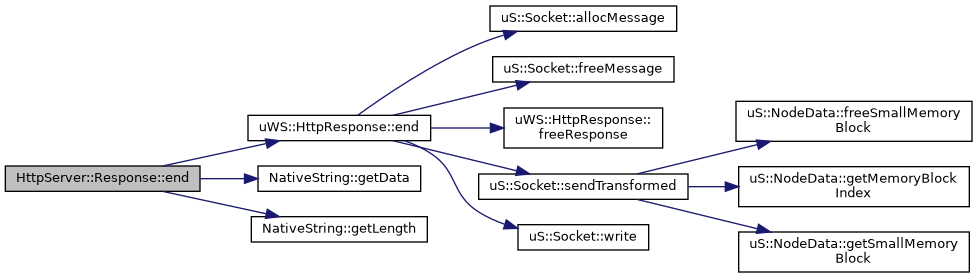 HttpServer::Response::end
uWS::HttpResponse::end
NativeString::getData
NativeString::getLength
uS::Socket::allocMessage
uS::Socket::freeMessage
uWS::HttpResponse::
freeResponse
uS::Socket::sendTransformed
uS::Socket::write
uS::NodeData::freeSmallMemory
Block
uS::NodeData::getMemoryBlock
Index
uS::NodeData::getSmallMemory
Block